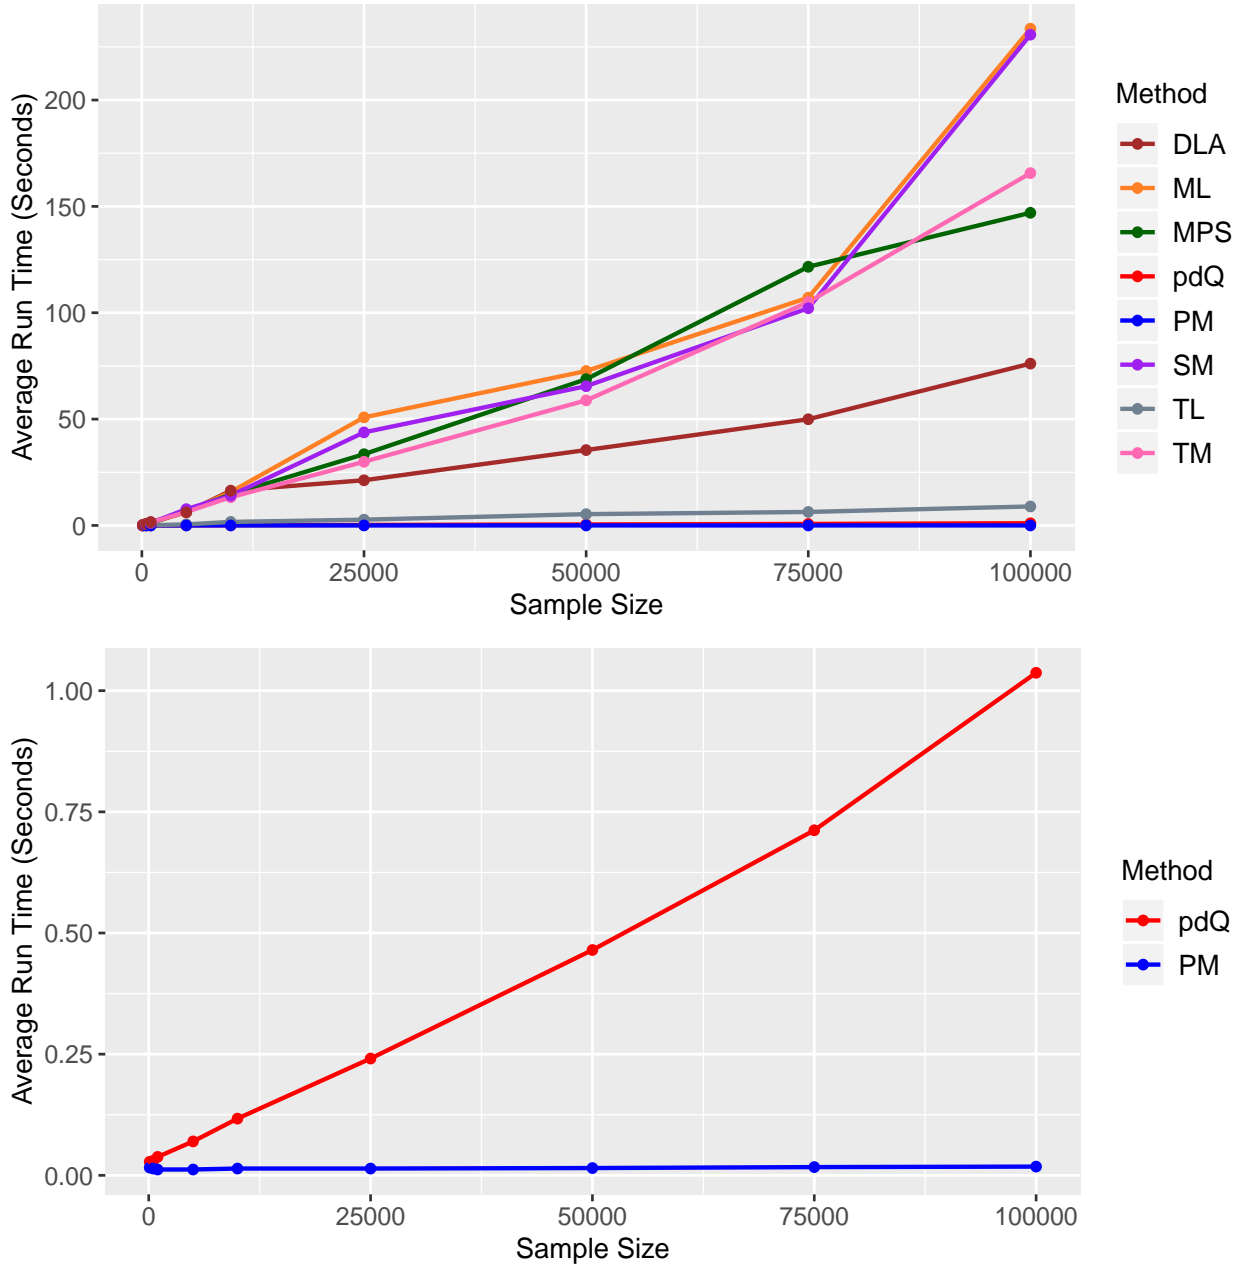 Average Run Time (Seconds)
200
150
100
50
0
0 25000 50000 75000 100000
Sample Size
Method
DLA
ML
MPS
pdQ
PM
SM
TL
TM
Average Run Time (Seconds)
1.00
0.75
0.50
0.25
0.00
0 25000 50000 75000 100000
Sample Size
Method
pdQ
PM